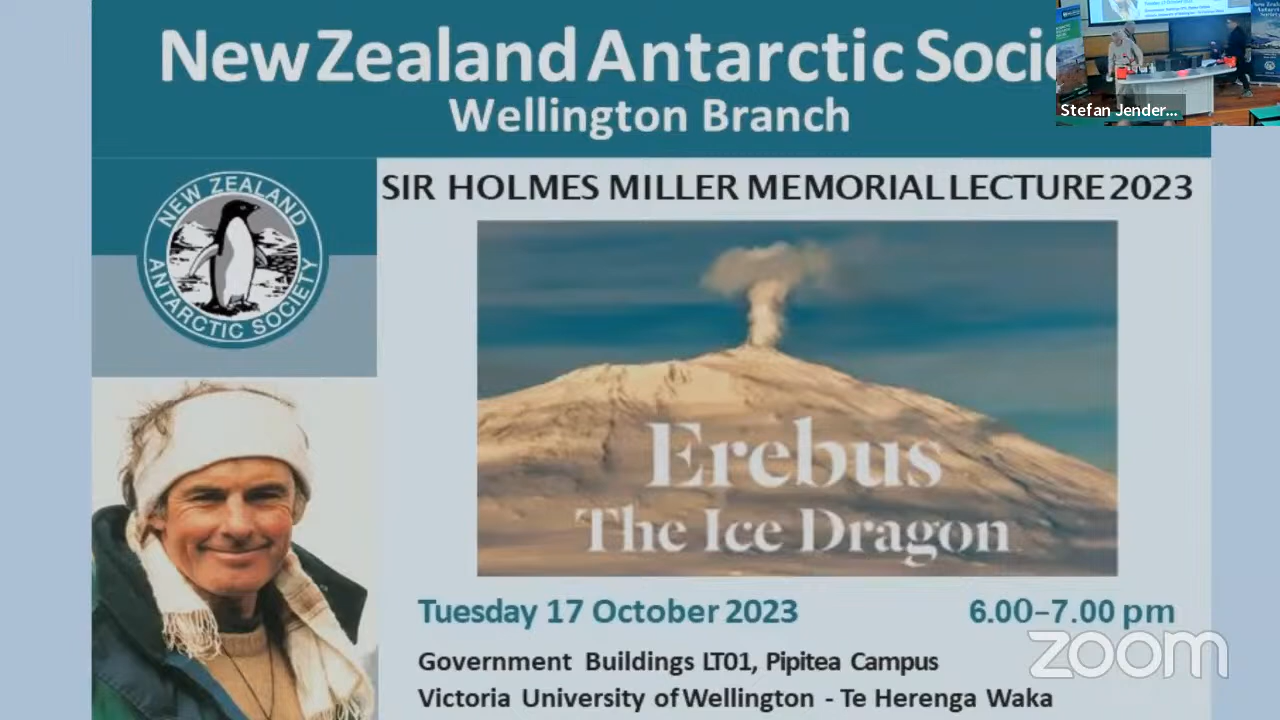 New Zealand Antarctic Socie
Wellington Branch
Stefan Jender...
NEW ZEALAND
ANTARCTIC SOCIETY
SIR HOLMES MILLER MEMORIAL LECTURE 2023
Erebus
The Ice Dragon
Tuesday 17 October 2023
6.00–7.00 pm
zoom
Government Buildings LT01, Pipitea Campus
Victoria University of Wellington - Te Herenga Waka